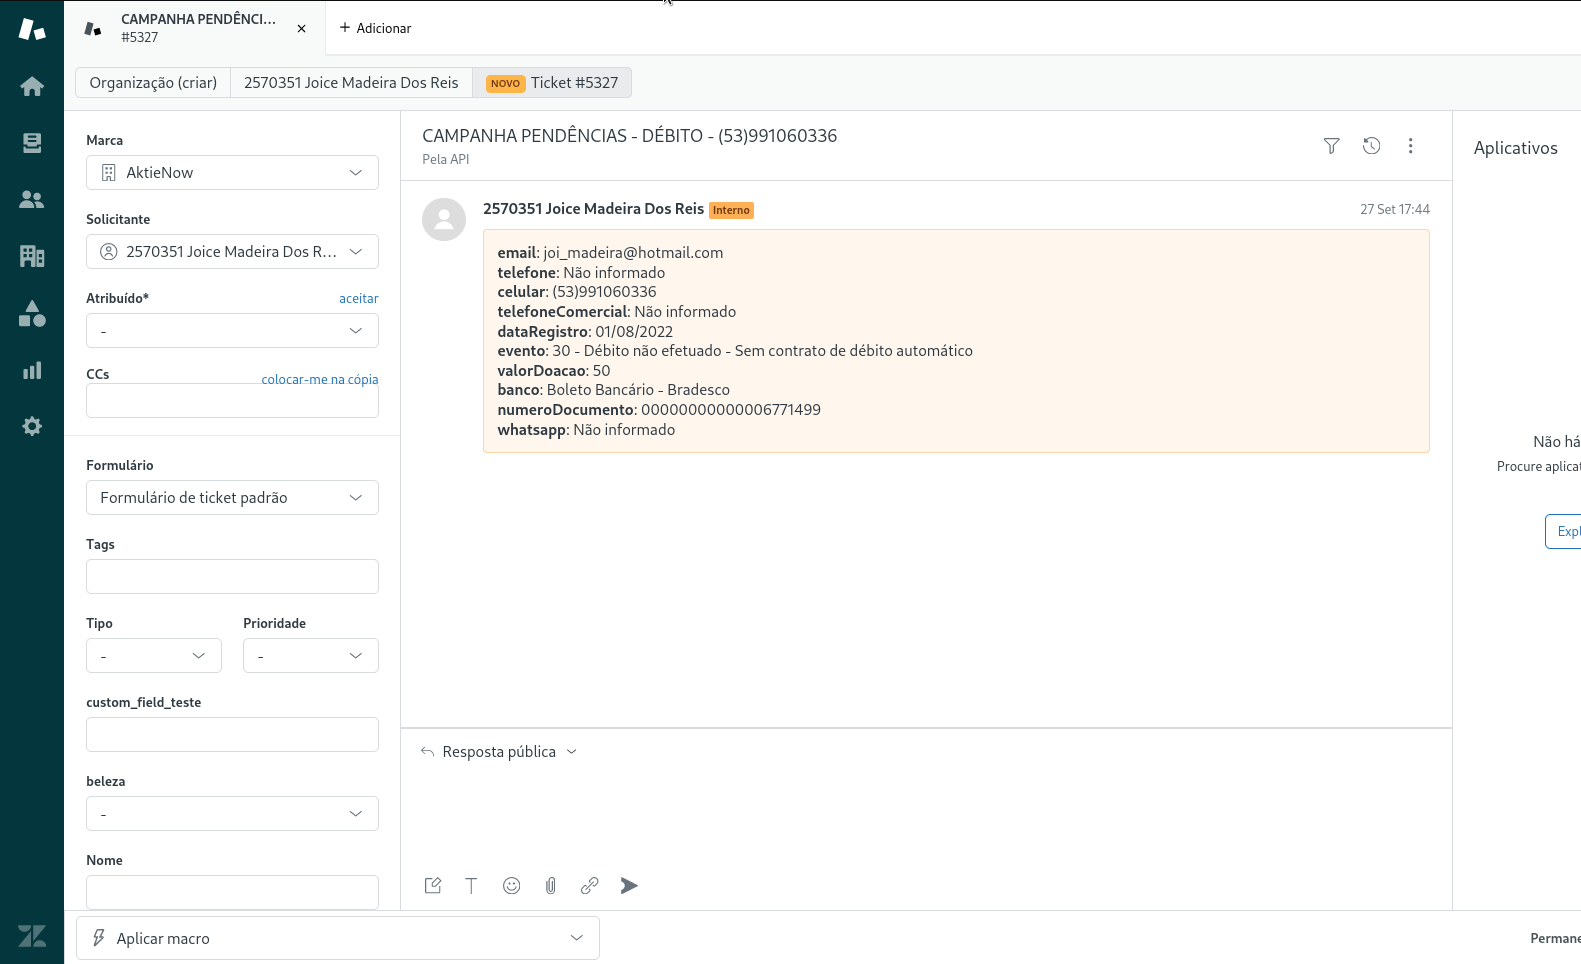 CAMPANHA PENDÊNCI...
#5327
Adicionar
Organização (criar)
2570351 Joice Madeira Dos Reis
NOVO Ticket #5327
Marca
AktieNow
Solicitante
2570351 Joice Madeira Dos R...
Atribuído*
aceitar
-
CCs
colocar-me na cópia
Formulário
Formulário de ticket padrão
Tags
Tipo
Prioridade
-
-
custom_field_teste
beleza
-
Nome
CAMPANHA PENDÊNCIAS - DÉBITO - (53)991060336
Pela API
2570351 Joice Madeira Dos Reis Interno
27 Set 17:44
email: joi_madeira@hotmail.com
telefone: Não informado
celular: (53)991060336
telefoneComercial: Não informado
dataRegistro: 01/08/2022
evento: 30 - Débito não efetuado - Sem contrato de débito automático
valorDoacao: 50
banco: Boleto Bancário - Bradesco
numeroDocumento: 00000000000006771499
whatsapp: Não informado
Resposta pública
Aplicativos
Não há
Procure aplicat
Expl
Aplicar macro
Permane